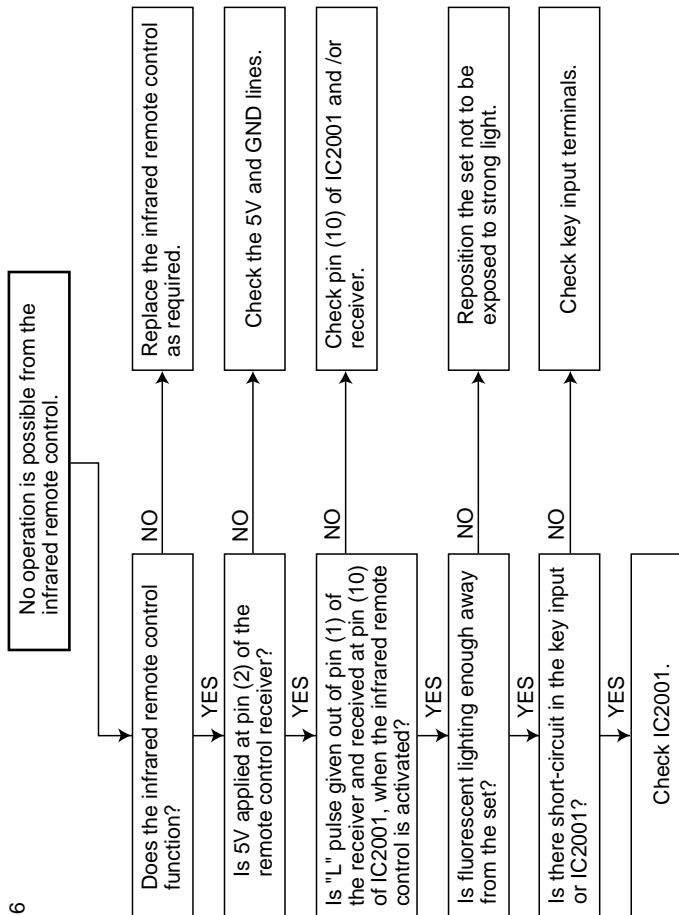 6
No operation is possible from the
infrared remote control.
Does the infrared remote control
function?
NO
Replace the infrared remote control
as required.
YES
Is 5V applied at pin (2) of the
remote control receiver?
NO
Check the 5V and GND lines.
YES
Is "L" pulse given out of pin (1) of
the receiver and received at pin (10)
of IC2001, when the infrared remote
control is activated?
NO
Check pin (10) of IC2001 and /or
receiver.
YES
Is fluorescent lighting enough away
from the set?
NO
Reposition the set not to be
exposed to strong light.
YES
Is there short-circuit in the key input
or IC2001?
NO
Check key input terminals.
YES
Check IC2001.